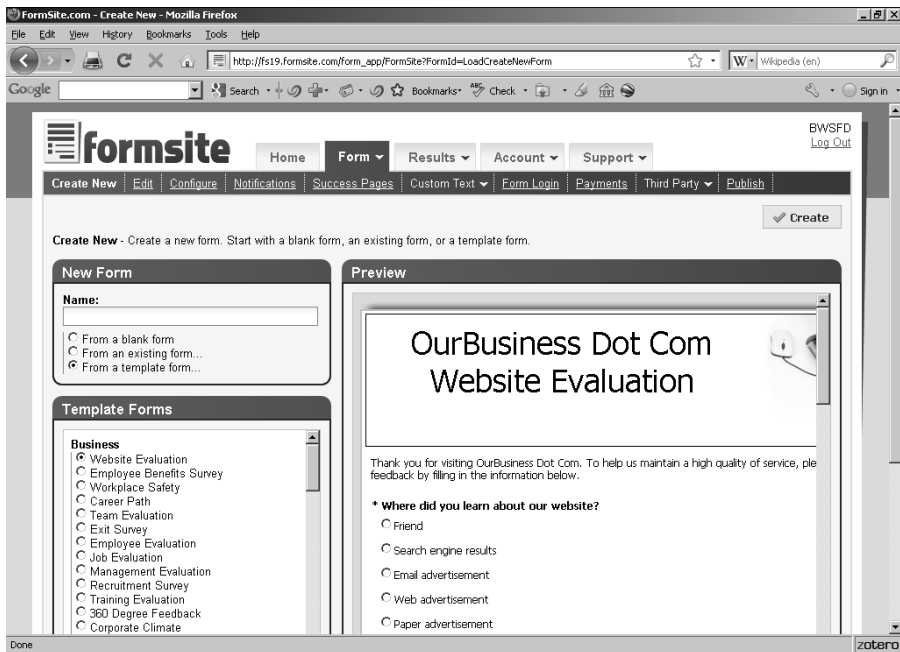 FormSite.com - Create New - Mozilla Firefox
File Edit View History Bookmarks Tools Help
http://fs19.formsite.com/form_app/FormSite?FormId=LoadCreateNewForm
W Wikipedia (en)
Google Search Bookmarks ABC Check Sign in
BWSFD
Log Out
formsite
Home Form Results Account Support
Create New Edit Configure Notifications Success Pages Custom Text Form Login Payments Third Party Publish
Create
Create New - Create a new form. Start with a blank form, an existing form, or a template form.
New Form
Name:
From a blank form
From an existing form...
From a template form...
Template Forms
Business
Website Evaluation
Employee Benefits Survey
Workplace Safety
Career Path
Team Evaluation
Exit Survey
Employee Evaluation
Job Evaluation
Management Evaluation
Recruitment Survey
Training Evaluation
360 Degree Feedback
Corporate Climate
Preview
OurBusiness Dot Com
Website Evaluation
Thank you for visiting OurBusiness Dot Com. To help us maintain a high quality of service, ple
feedback by filling in the information below.
* Where did you learn about our website?
Friend
Search engine results
Email advertisement
Web advertisement
Paper advertisement
Done
zotero